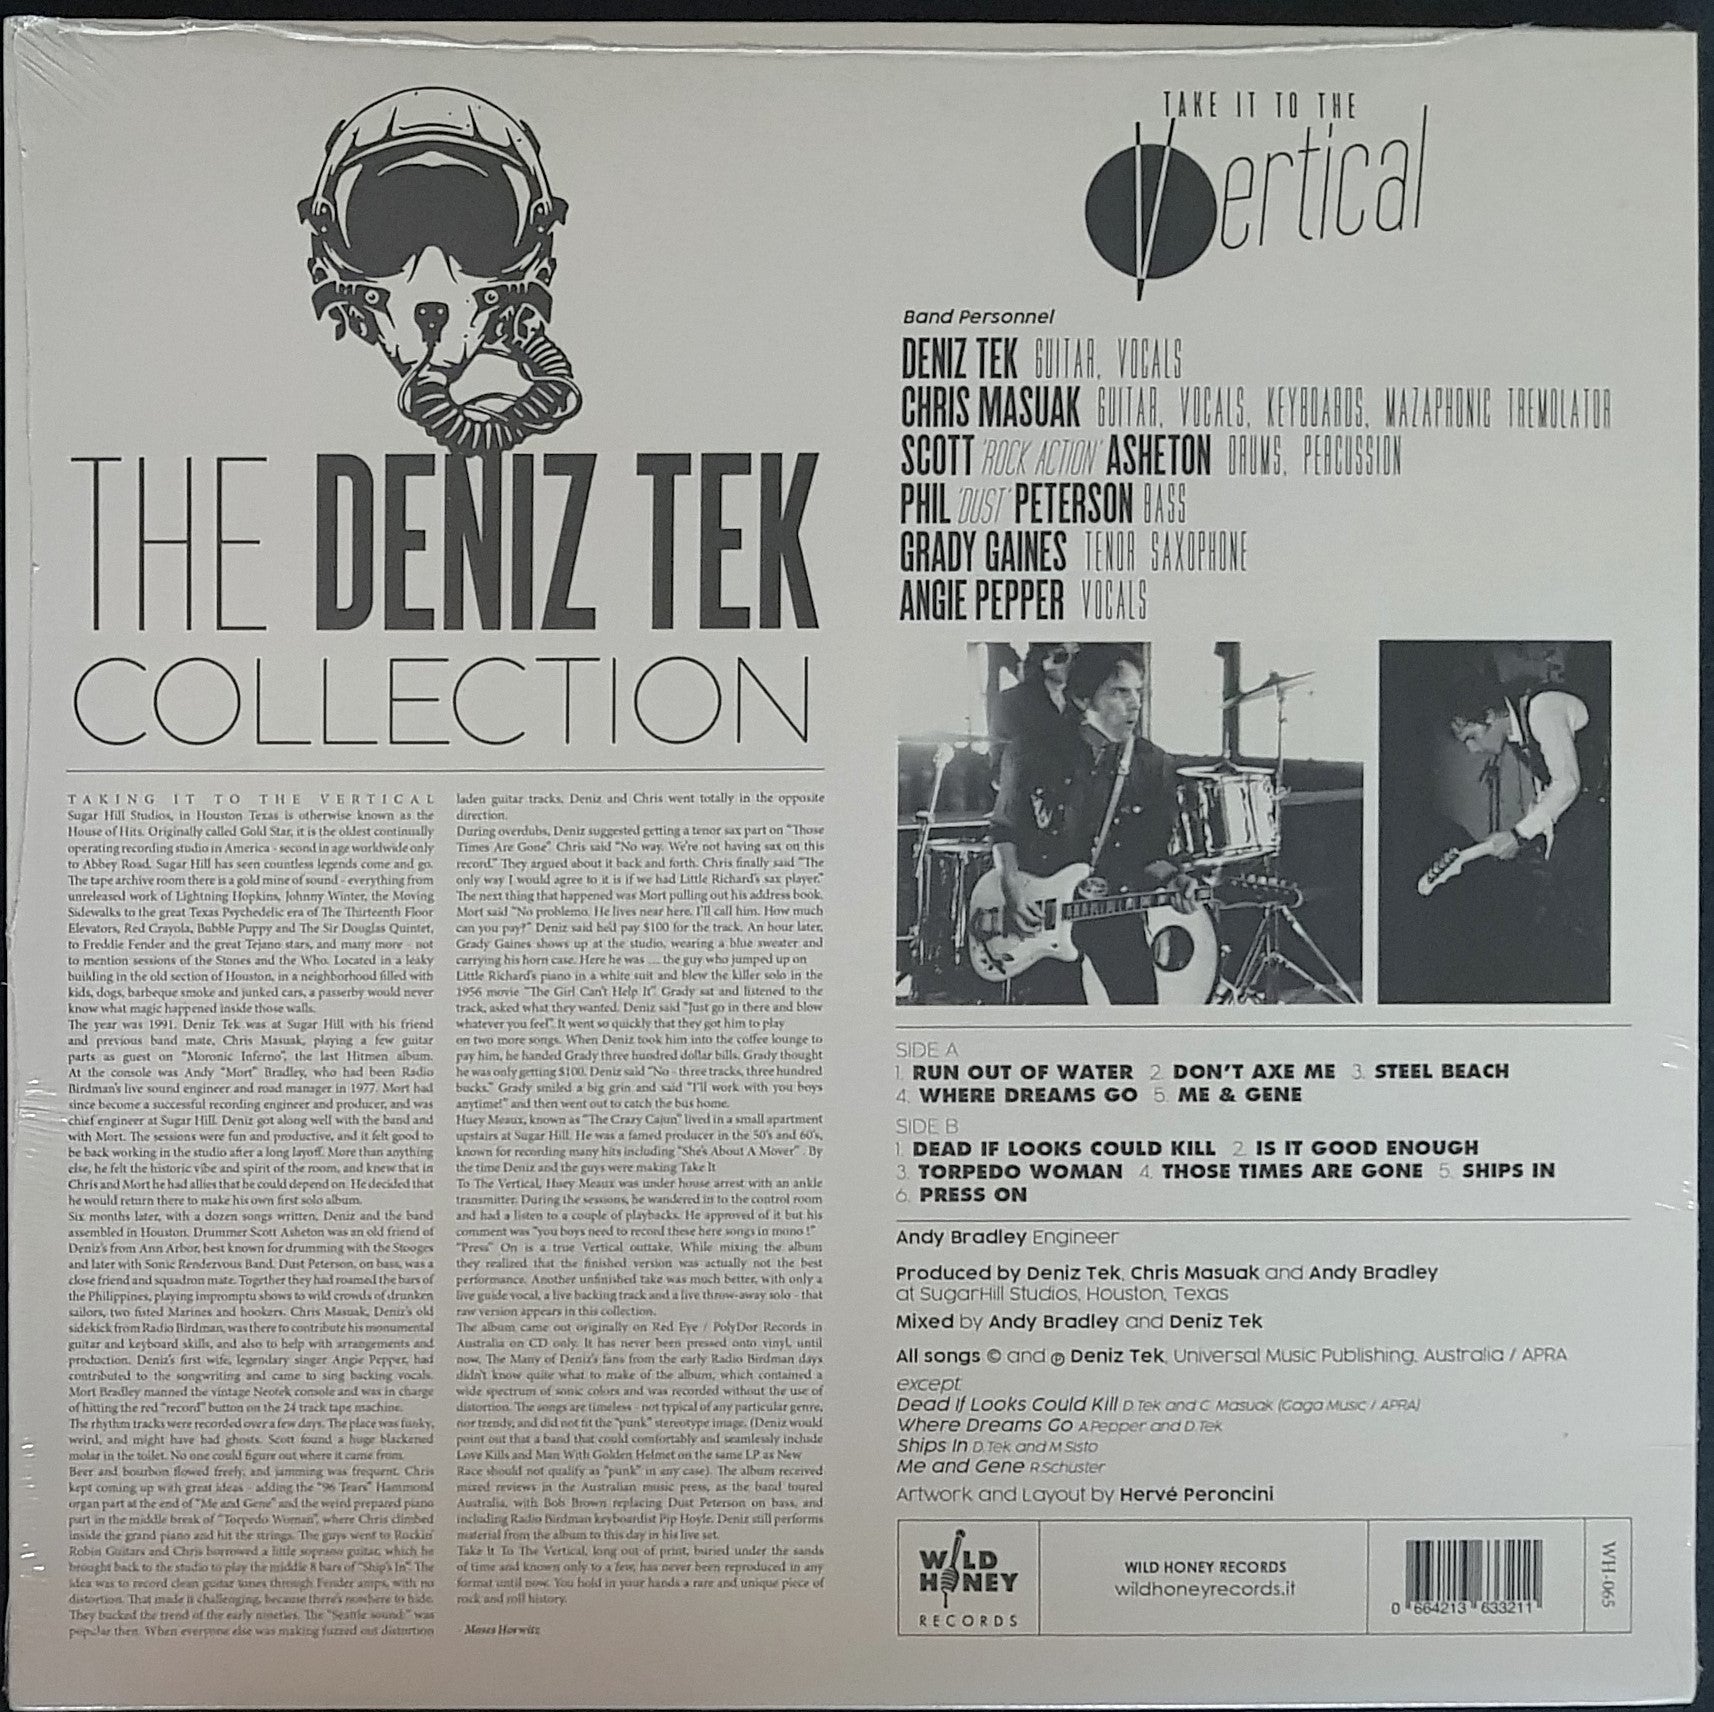 THE DENIZ TEK
COLLECTION
TAKING IT TO THE VERTICAL
Sugar Hill Studios, in Houston Texas is otherwise known as the
House of Hits. Originally called Gold Star, it is the oldest continually
operating recording studio in America - second in age worldwide only
to Abbey Road. Sugar Hill has seen countless legends come and go.
The tape archive room there is a gold mine of sound - everything from
unreleased work of Lightning Hopkins, Johnny Winter, the Moving
Sidewalks to the great Texas Psychedelic era of The Thirteenth Floor
Elevators, Red Crayola, Bubble Puppy and The Sir Douglas Quintet,
to Freddie Fender and the great Tejano stars, and many more - not
to mention sessions of the Stones and the Who. Located in a leaky
building in the old section of Houston, in a neighborhood filled with
kids, dogs, barbeque smoke and junked cars, a passerby would never
know what magic happened inside those walls.
The year was 1991. Deniz Tek was at Sugar Hill with his friend
and previous band mate, Chris Masuak, playing a few guitar
parts as guest on "Moronic Inferno", the last Hitmen album.
At the console was Andy "Mort" Bradley, who had been Radio
Birdman's live sound engineer and road manager in 1977. Mort had
since become a successful recording engineer and producer, and was
chief engineer at Sugar Hill. Deniz got along well with the band and
with Mort. The sessions were fun and productive, and it felt good to
be back working in the studio after a long layoff. More than anything
else, he felt the historic vibe and spirit of the room, and knew that in
Chris and Mort he had allies that he could depend on. He decided that
he would return there to make his own first solo album.
Six months later, with a dozen songs written, Deniz and the band
assembled in Houston. Drummer Scott Asheton was an old friend of
Deniz's from Ann Arbor, best known for drumming with the Stooges
and later with Sonic Rendezvous Band. Dust Peterson, on bass, was a
close friend and squadron mate. Together they had roamed the bars of
the Philippines, playing impromptu shows to wild crowds of drunken
sailors, two fisted Marines and hookers. Chris Masuak, Deniz's old
sidekick from Radio Birdman, was there to contribute his monumental
guitar and keyboard skills, and also to help with arrangements and
production. Deniz's first wife, legendary singer Angie Pepper, had
contributed to the songwriting and came to sing backing vocals.
Mort Bradley manned the vintage Neotek console and was in charge
of hitting the red "record" button on the 24 track tape machine.
The rhythm tracks were recorded over a few days. The place was funky,
weird, and might have had ghosts. Scott found a huge blackened
molar in the toilet. No one could figure out where it came from.
Beer and bourbon flowed freely, and jamming was frequent. Chris
kept coming up with great ideas - adding the "96 Tears" Hammond
organ part at the end of "Me and Gene" and the weird prepared piano
part in the middle break of "Torpedo Woman", where Chris climbed
inside the grand piano and hit the strings. The guys went to Rockin'
Robin Guitars and Chris borrowed a little soprano guitar, which he
brought back to the studio to play the middle 8 bars of "Ship's In". The
idea was to record clean guitar tones through Fender amps, with no
distortion. That made it challenging, because there's nowhere to hide.
They bucked the trend of the early nineties. The "Seattle sound" was
popular then. When everyone else was making fuzzed out distortion
laden guitar tracks, Deniz and Chris went totally in the opposite
direction.
During overdubs, Deniz suggested getting a tenor sax part on "Those
Times Are Gone". Chris said "No way. We're not having sax on this
record." They argued about it back and forth. Chris finally said "The
only way I would agree to it is if we had Little Richard's sax player."
The next thing that happened was Mort pulling out his address book.
Mort said "No problemo. He lives near here. I'll call him. How much
can you pay?" Deniz said he'd pay $100 for the track. An hour later,
Grady Gaines shows up at the studio, wearing a blue sweater and
carrying his horn case. Here he was .... the guy who jumped up on
Little Richard's piano in a white suit and blew the killer solo in the
1956 movie "The Girl Can't Help It". Grady sat and listened to the
track, asked what they wanted. Deniz said "Just go in there and blow
whatever you feel". It went so quickly that they got him to play
on two more songs. When Deniz took him into the coffee lounge to
pay him, he handed Grady three hundred dollar bills. Grady thought
he was only getting $100. Deniz said "No - three tracks, three hundred
bucks." Grady smiled a big grin and said "I'll work with you boys
anytime!" and then went out to catch the bus home.
Huey Meaux, known as "The Crazy Cajun" lived in a small apartment
upstairs at Sugar Hill. He was a famed producer in the 50's and 60's,
known for recording many hits including "She's About A Mover" . By
the time Deniz and the guys were making Take It
To The Vertical, Huey Meaux was under house arrest with an ankle
transmitter. During the sessions, he wandered in to the control room
and had a listen to a couple of playbacks. He approved of it but his
comment was "you boys need to record these here songs in mono !"
"Press" On is a true Vertical outtake. While mixing the album
they realized that the finished version was actually not the best
performance. Another unfinished take was much better, with only a
live guide vocal, a live backing track and a live throw-away solo - that
raw version appears in this collection.
The album came out originally on Red Eye / PolyDor Records in
Australia on CD only. It has never been pressed onto vinyl, until
now. The Many of Deniz's fans from the early Radio Birdman days
didn't know quite what to make of the album, which contained a
wide spectrum of sonic colors and was recorded without the use of
distortion. The songs are timeless - not typical of any particular genre,
nor trendy, and did not fit the "punk" stereotype image. (Deniz would
point out that a band that could comfortably and seamlessly include
Love Kills and Man With Golden Helmet on the same LP as New
Race should not qualify as "punk" in any case). The album received
mixed reviews in the Australian music press, as the band toured
Australia, with Bob Brown replacing Dust Peterson on bass, and
including Radio Birdman keyboardist Pip Hoyle. Deniz still performs
material from the album to this day in his live set.
Take It To The Vertical, long out of print, buried under the sands
of time and known only to a few, has never been reproduced in any
format until now. You hold in your hands a rare and unique piece of
rock and roll history.
- Moses Horwitz
TAKE IT TO THE
Vertical
Band Personnel
DENIZ TEK GUITAR, VOCALS
CHRIS MASUAK GUITAR, VOCALS, KEYBOARDS, MAZAPHONIC TREMOLATOR
SCOTT 'ROCK ACTION' ASHETON DRUMS, PERCUSSION
PHIL 'DUST' PETERSON BASS
GRADY GAINES TENOR SAXOPHONE
ANGIE PEPPER VOCALS
SIDE A
1. RUN OUT OF WATER 2. DON'T AXE ME 3. STEEL BEACH
4. WHERE DREAMS GO 5. ME & GENE
SIDE B
1. DEAD IF LOOKS COULD KILL 2. IS IT GOOD ENOUGH
3. TORPEDO WOMAN 4. THOSE TIMES ARE GONE 5. SHIPS IN
6. PRESS ON
Andy Bradley Engineer
Produced by Deniz Tek, Chris Masuak and Andy Bradley
at SugarHill Studios, Houston, Texas
Mixed by Andy Bradley and Deniz Tek
All songs © and ℗ Deniz Tek, Universal Music Publishing, Australia / APRA
except
Dead If Looks Could Kill D.Tek and C. Masuak (Gaga Music / APRA)
Where Dreams Go A.Pepper and D.Tek
Ships In D.Tek and M.Sisto
Me and Gene R.Schuster
Artwork and Layout by Hervé Peroncini
WILD
HONEY
RECORDS
WILD HONEY RECORDS
wildhoneyrecords.it
0 664213 633211
WH-065